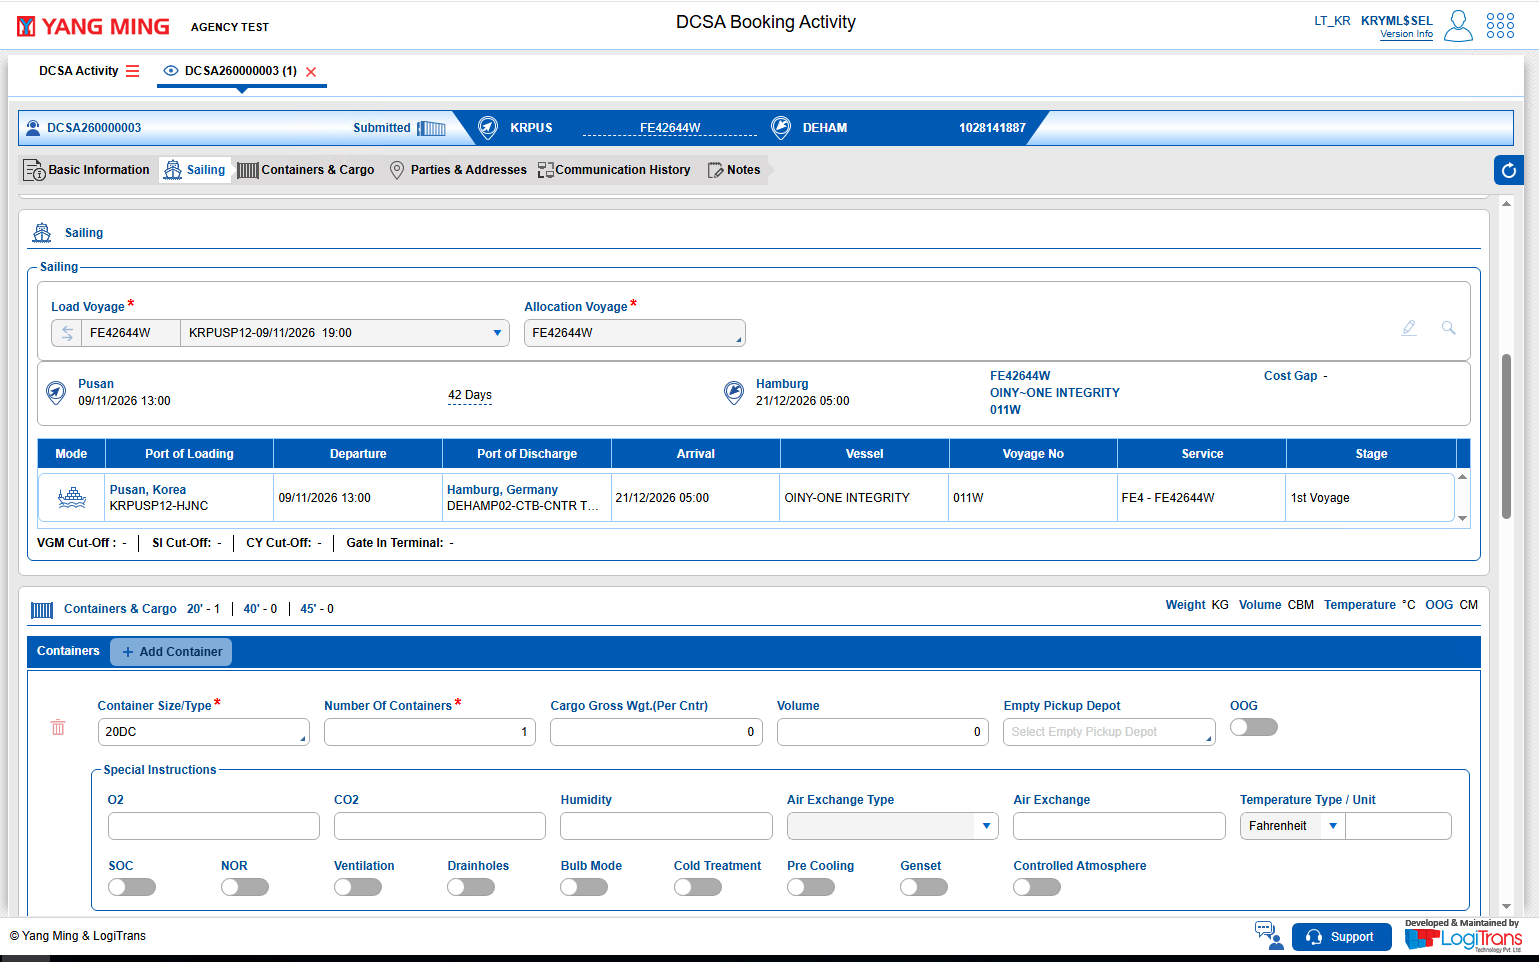 YANG MING AGENCY TEST
DCSA Booking Activity
LT_KR KRYML$SEL
Version Info
DCSA Activity
DCSA260000003 (1)
DCSA260000003 Submitted KRPUS FE42644W DEHAM 1028141887
Basic Information Sailing Containers & Cargo Parties & Addresses Communication History Notes
Sailing
Sailing
Load Voyage * Allocation Voyage *
FE42644W KRPUSP12-09/11/2026 19:00 FE42644W
Pusan
09/11/2026 13:00
42 Days
Hamburg
21/12/2026 05:00
FE42644W
OINY~ONE INTEGRITY
011W
Cost Gap -
Mode Port of Loading Departure Port of Discharge Arrival Vessel Voyage No Service Stage
Pusan, Korea
KRPUSP12-HJNC
09/11/2026 13:00
Hamburg, Germany
DEHAMP02-CTB-CNTR T...
21/12/2026 05:00
OINY-ONE INTEGRITY
011W
FE4 - FE42644W
1st Voyage
VGM Cut-Off : - SI Cut-Off: - CY Cut-Off: - Gate In Terminal: -
Containers & Cargo 20' - 1 40' - 0 45' - 0
Weight KG Volume CBM Temperature °C OOG CM
Containers + Add Container
Container Size/Type * Number Of Containers * Cargo Gross Wgt.(Per Cntr) Volume Empty Pickup Depot OOG
20DC 1 0 0 Select Empty Pickup Depot
Special Instructions
O2 CO2 Humidity Air Exchange Type Air Exchange Temperature Type / Unit
Fahrenheit
SOC NOR Ventilation Drainholes Bulb Mode Cold Treatment Pre Cooling Genset Controlled Atmosphere
© Yang Ming & LogiTrans
Support
Developed & Maintained by
LogiTrans
Technology Pvt. Ltd.